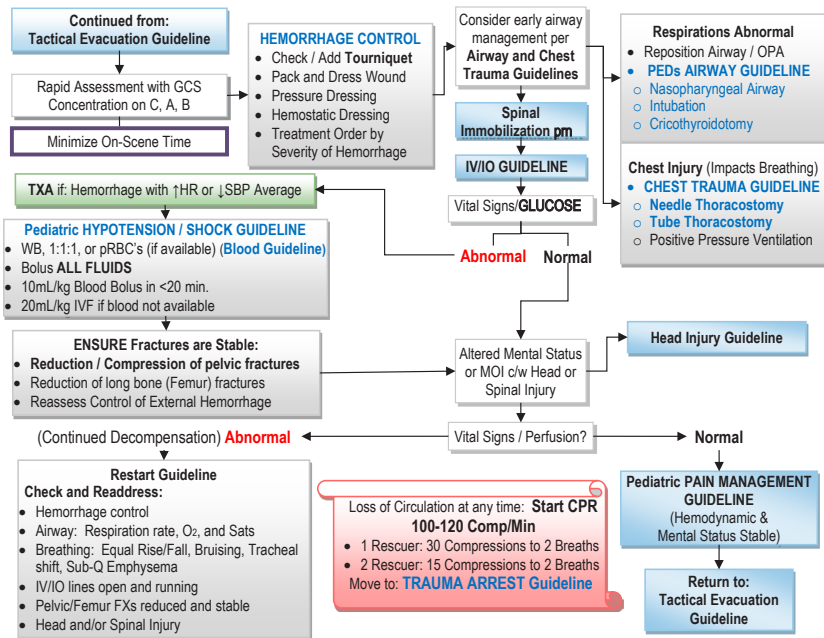 Continued from:
Tactical Evacuation Guideline
Rapid Assessment with GCS
Concentration on C, A, B
Minimize On-Scene Time
HEMORRHAGE CONTROL
• Check / Add Tourniquet
• Pack and Dress Wound
• Pressure Dressing
• Hemostatic Dressing
• Treatment Order by
Severity of Hemorrhage
Consider early airway
management per
Airway and Chest
Trauma Guidelines
Respirations Abnormal
• Reposition Airway / OPA
• PEDs AIRWAY GUIDELINE
o Nasopharyngeal Airway
o Intubation
o Cricothyroidotomy
Chest Injury (Impacts Breathing)
• CHEST TRAUMA GUIDELINE
o Needle Thoracostomy
o Tube Thoracostomy
o Positive Pressure Ventilation
Spinal
Immobilization pm
IV/IO GUIDELINE
Vital Signs/GLUCOSE
Abnormal
Normal
TXA if: Hemorrhage with ↑HR or ↓SBP Average
Pediatric HYPOTENSION / SHOCK GUIDELINE
• WB, 1:1:1, or pRBC's (if available) (Blood Guideline)
• Bolus ALL FLUIDS
• 10mL/kg Blood Bolus in <20 min.
• 20mL/kg IVF if blood not available
ENSURE Fractures are Stable:
• Reduction / Compression of pelvic fractures
• Reduction of long bone (Femur) fractures
• Reassess Control of External Hemorrhage
Altered Mental Status
or MOI c/w Head or
Spinal Injury
Head Injury Guideline
(Continued Decompensation) Abnormal
Vital Signs / Perfusion?
Normal
Restart Guideline
Check and Readdress:
• Hemorrhage control
• Airway: Respiration rate, O2, and Sats
• Breathing: Equal Rise/Fall, Bruising, Tracheal
shift, Sub-Q Emphysema
• IV/IO lines open and running
• Pelvic/Femur FXs reduced and stable
• Head and/or Spinal Injury
Loss of Circulation at any time: Start CPR
100-120 Comp/Min
• 1 Rescuer: 30 Compressions to 2 Breaths
• 2 Rescuer: 15 Compressions to 2 Breaths
Move to: TRAUMA ARREST Guideline
Pediatric PAIN MANAGEMENT
GUIDELINE
(Hemodynamic &
Mental Status Stable)
Return to:
Tactical Evacuation
Guideline